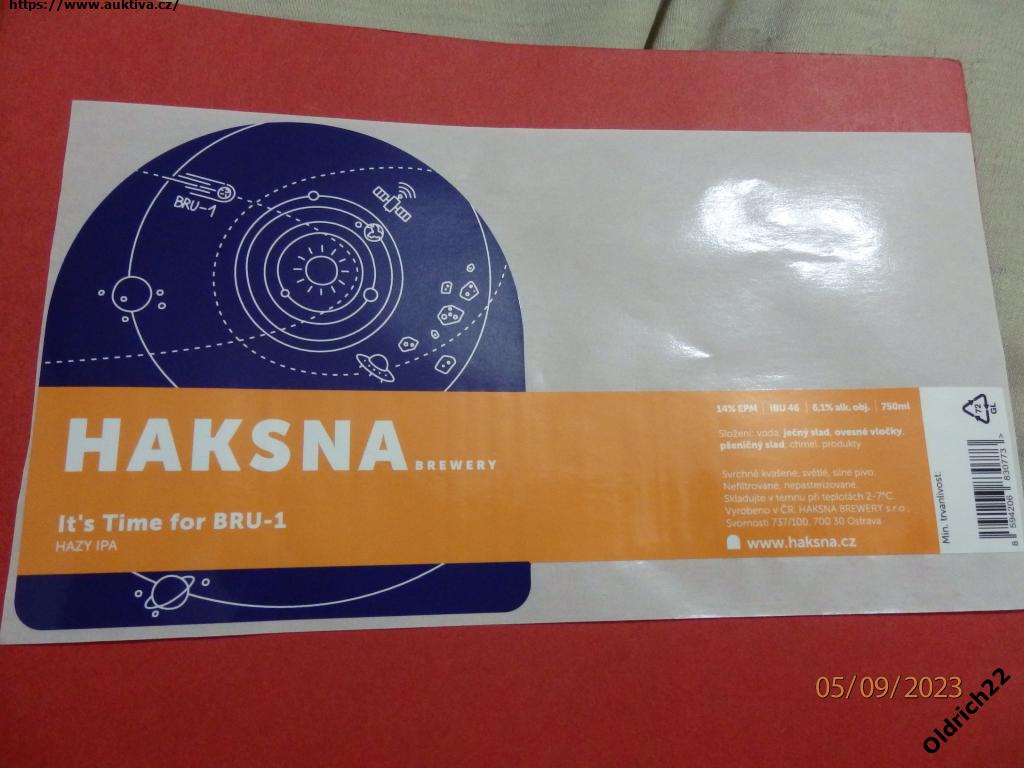 https://www.auktiva.cz/
BRU-1
HAKSNA BREWERY
It's Time for BRU-1
HAZY IPA
14% EPM | IBU 46 | 6,1% alk. obj. | 750ml
Složení: voda, ječný slad, ovesné vločky,
pšeničný slad, chmel, produkty
Svrchně kvašené, světlé, silné pivo.
Nefiltrované, nepasterizované.
Skladujte v temnu při teplotách 2-7°C.
Vyrobeno v ČR. HAKSNA BREWERY s.r.o.,
Svornosti 737/100, 700 30 Ostrava
www.haksna.cz
Min. trvanlivost:
72
GL
8 594206 830773 >
05/09/2023
Oldrich22